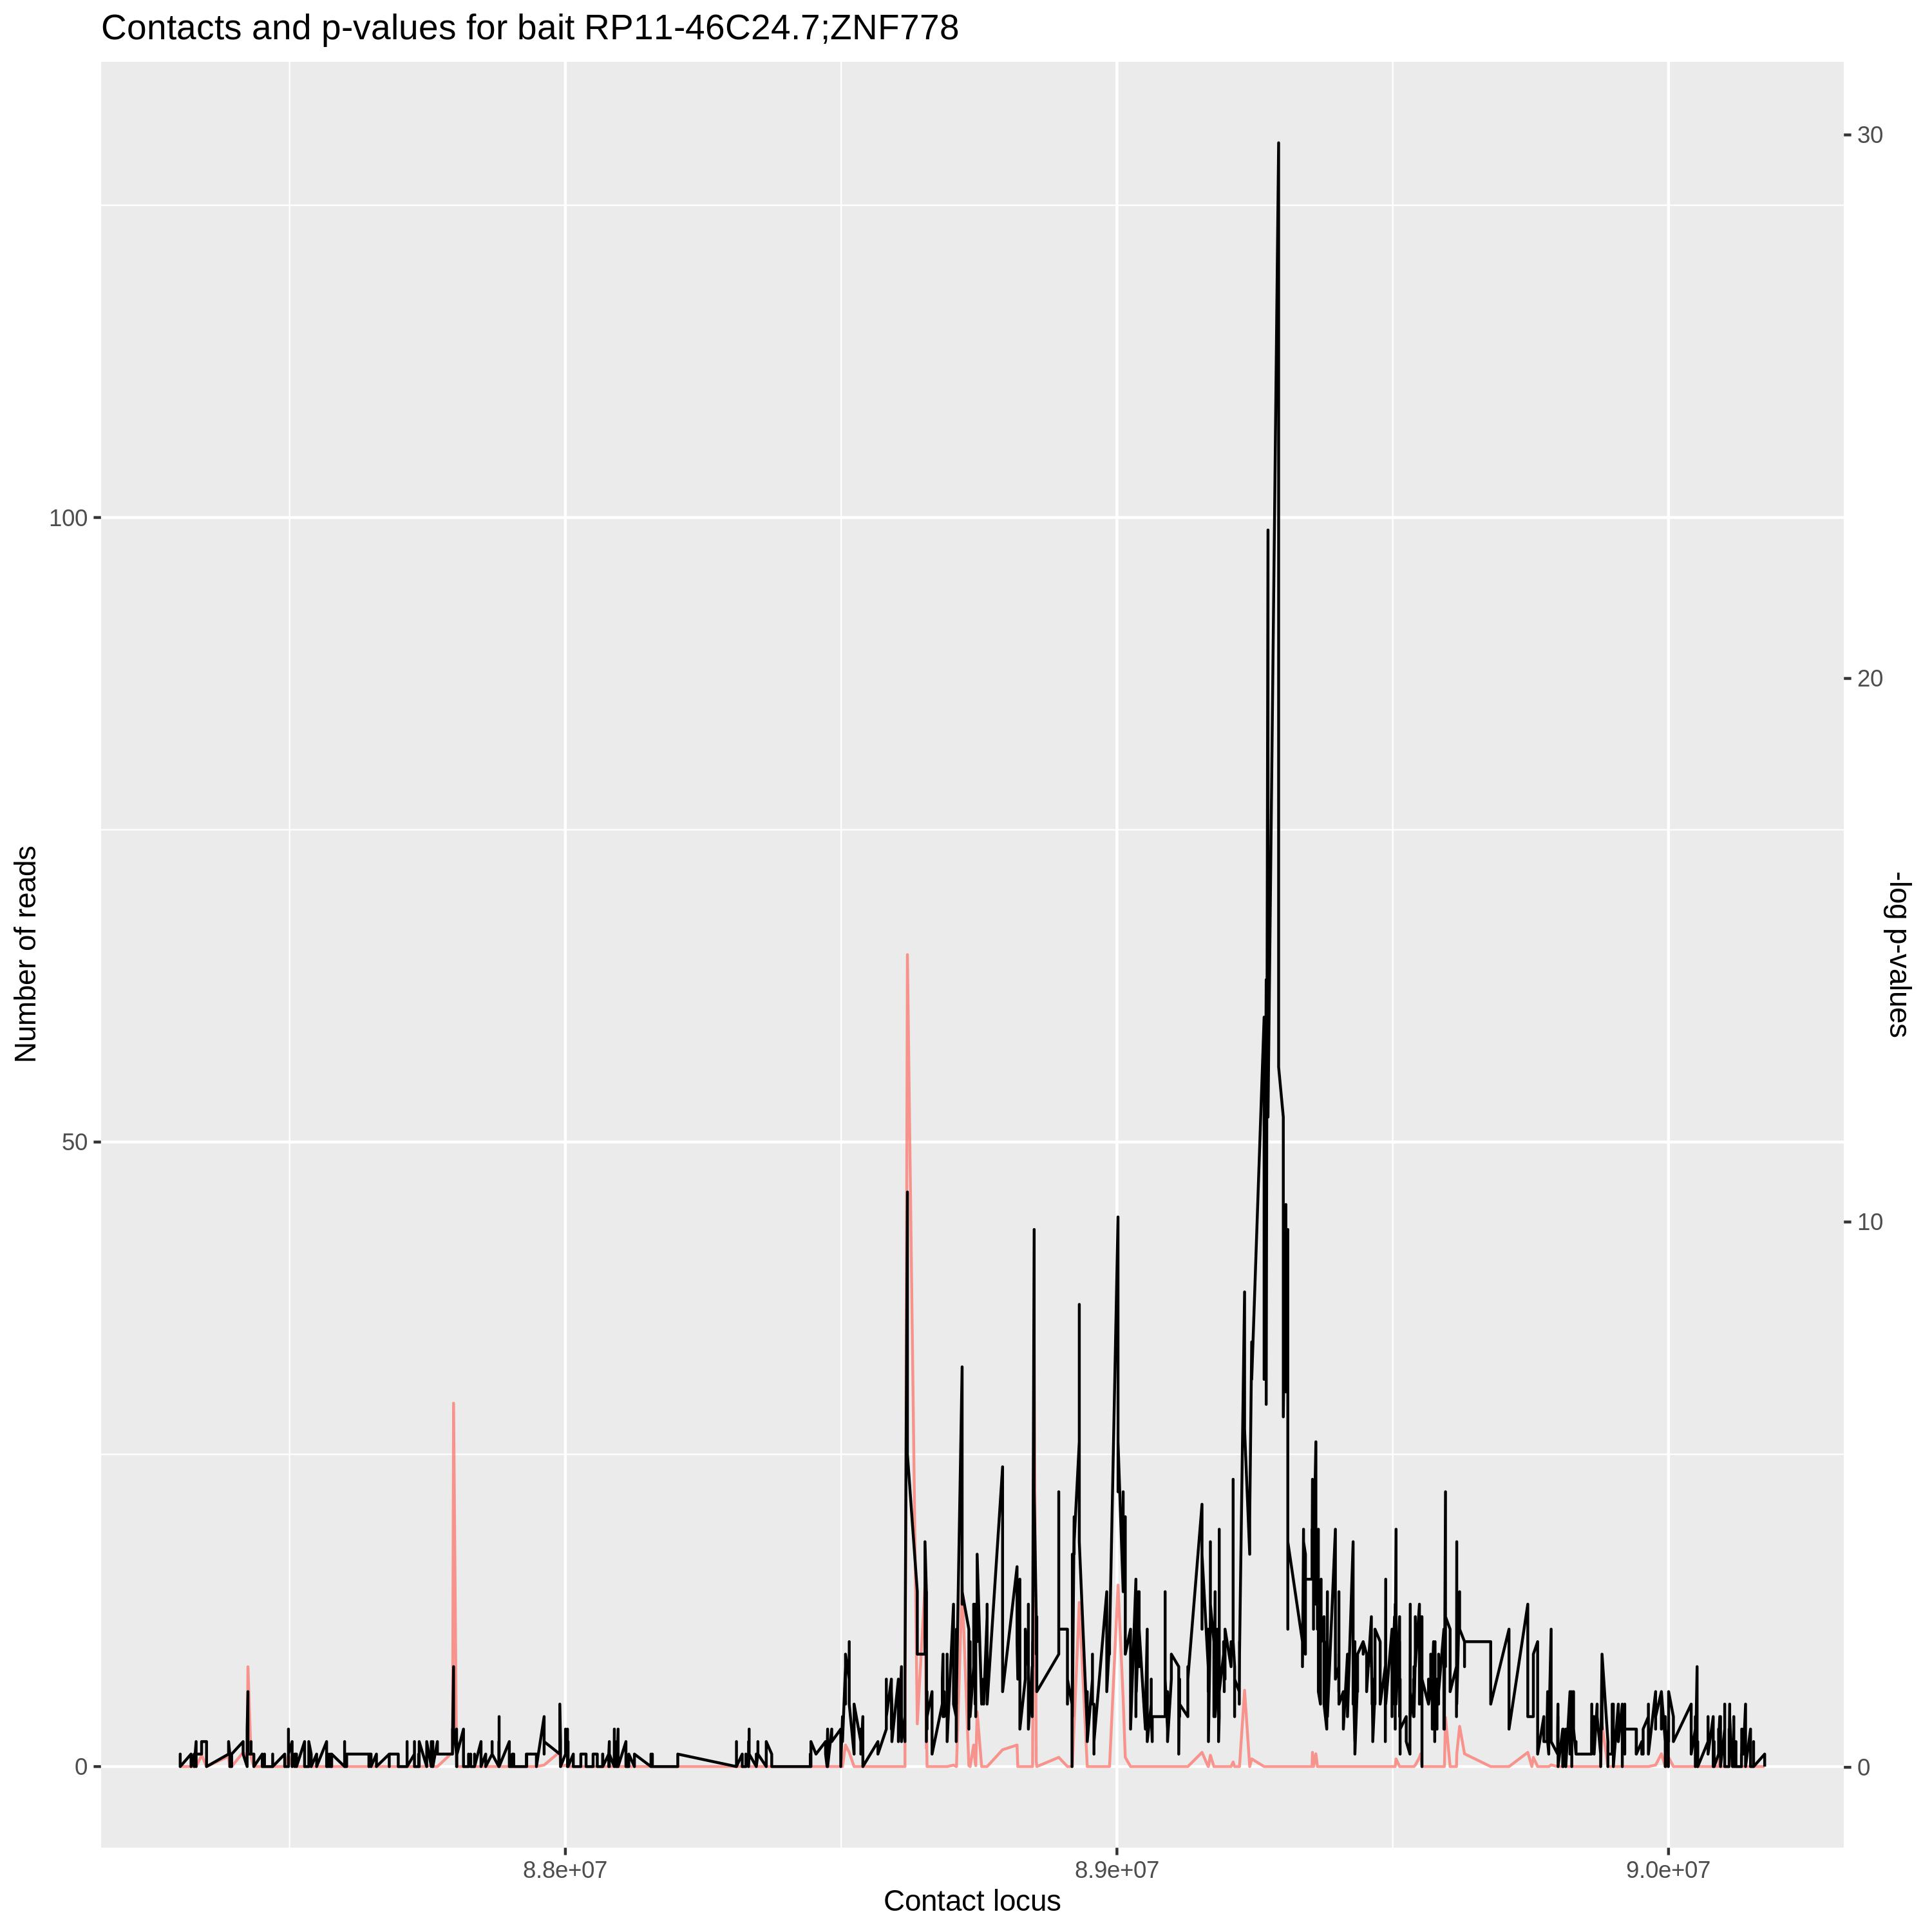 Contacts and p-values for bait RP11-46C24.7;ZNF778
Number of reads
100
50
0
30
20
10
0
-log p-values
8.8e+07
8.9e+07
9.0e+07
Contact locus